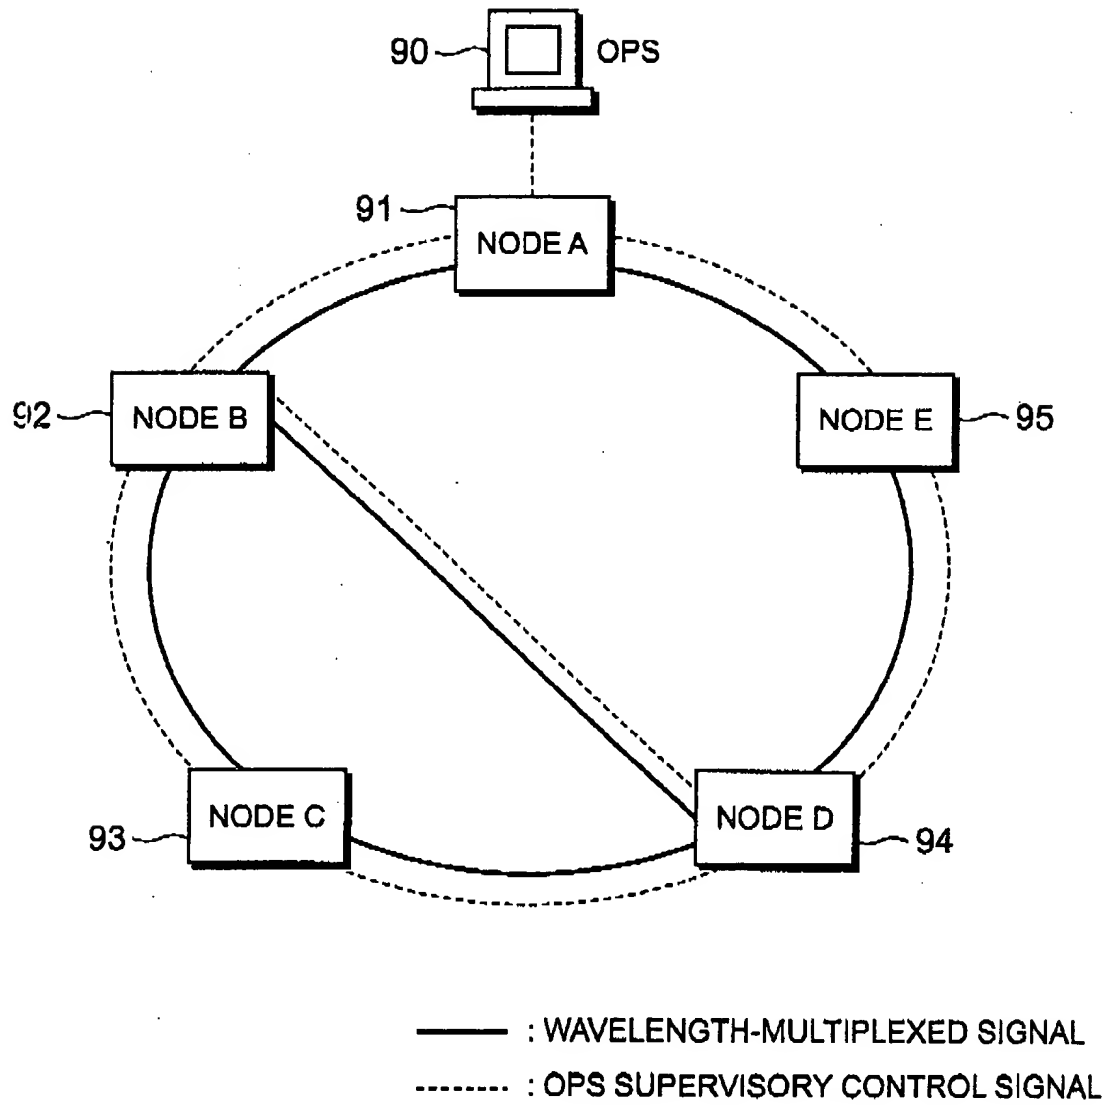 90 OPS
91
NODE A
92 NODE B
NODE E 95
93 NODE C
NODE D 94
: WAVELENGTH-MULTIPLEXED SIGNAL
: OPS SUPERVISORY CONTROL SIGNAL